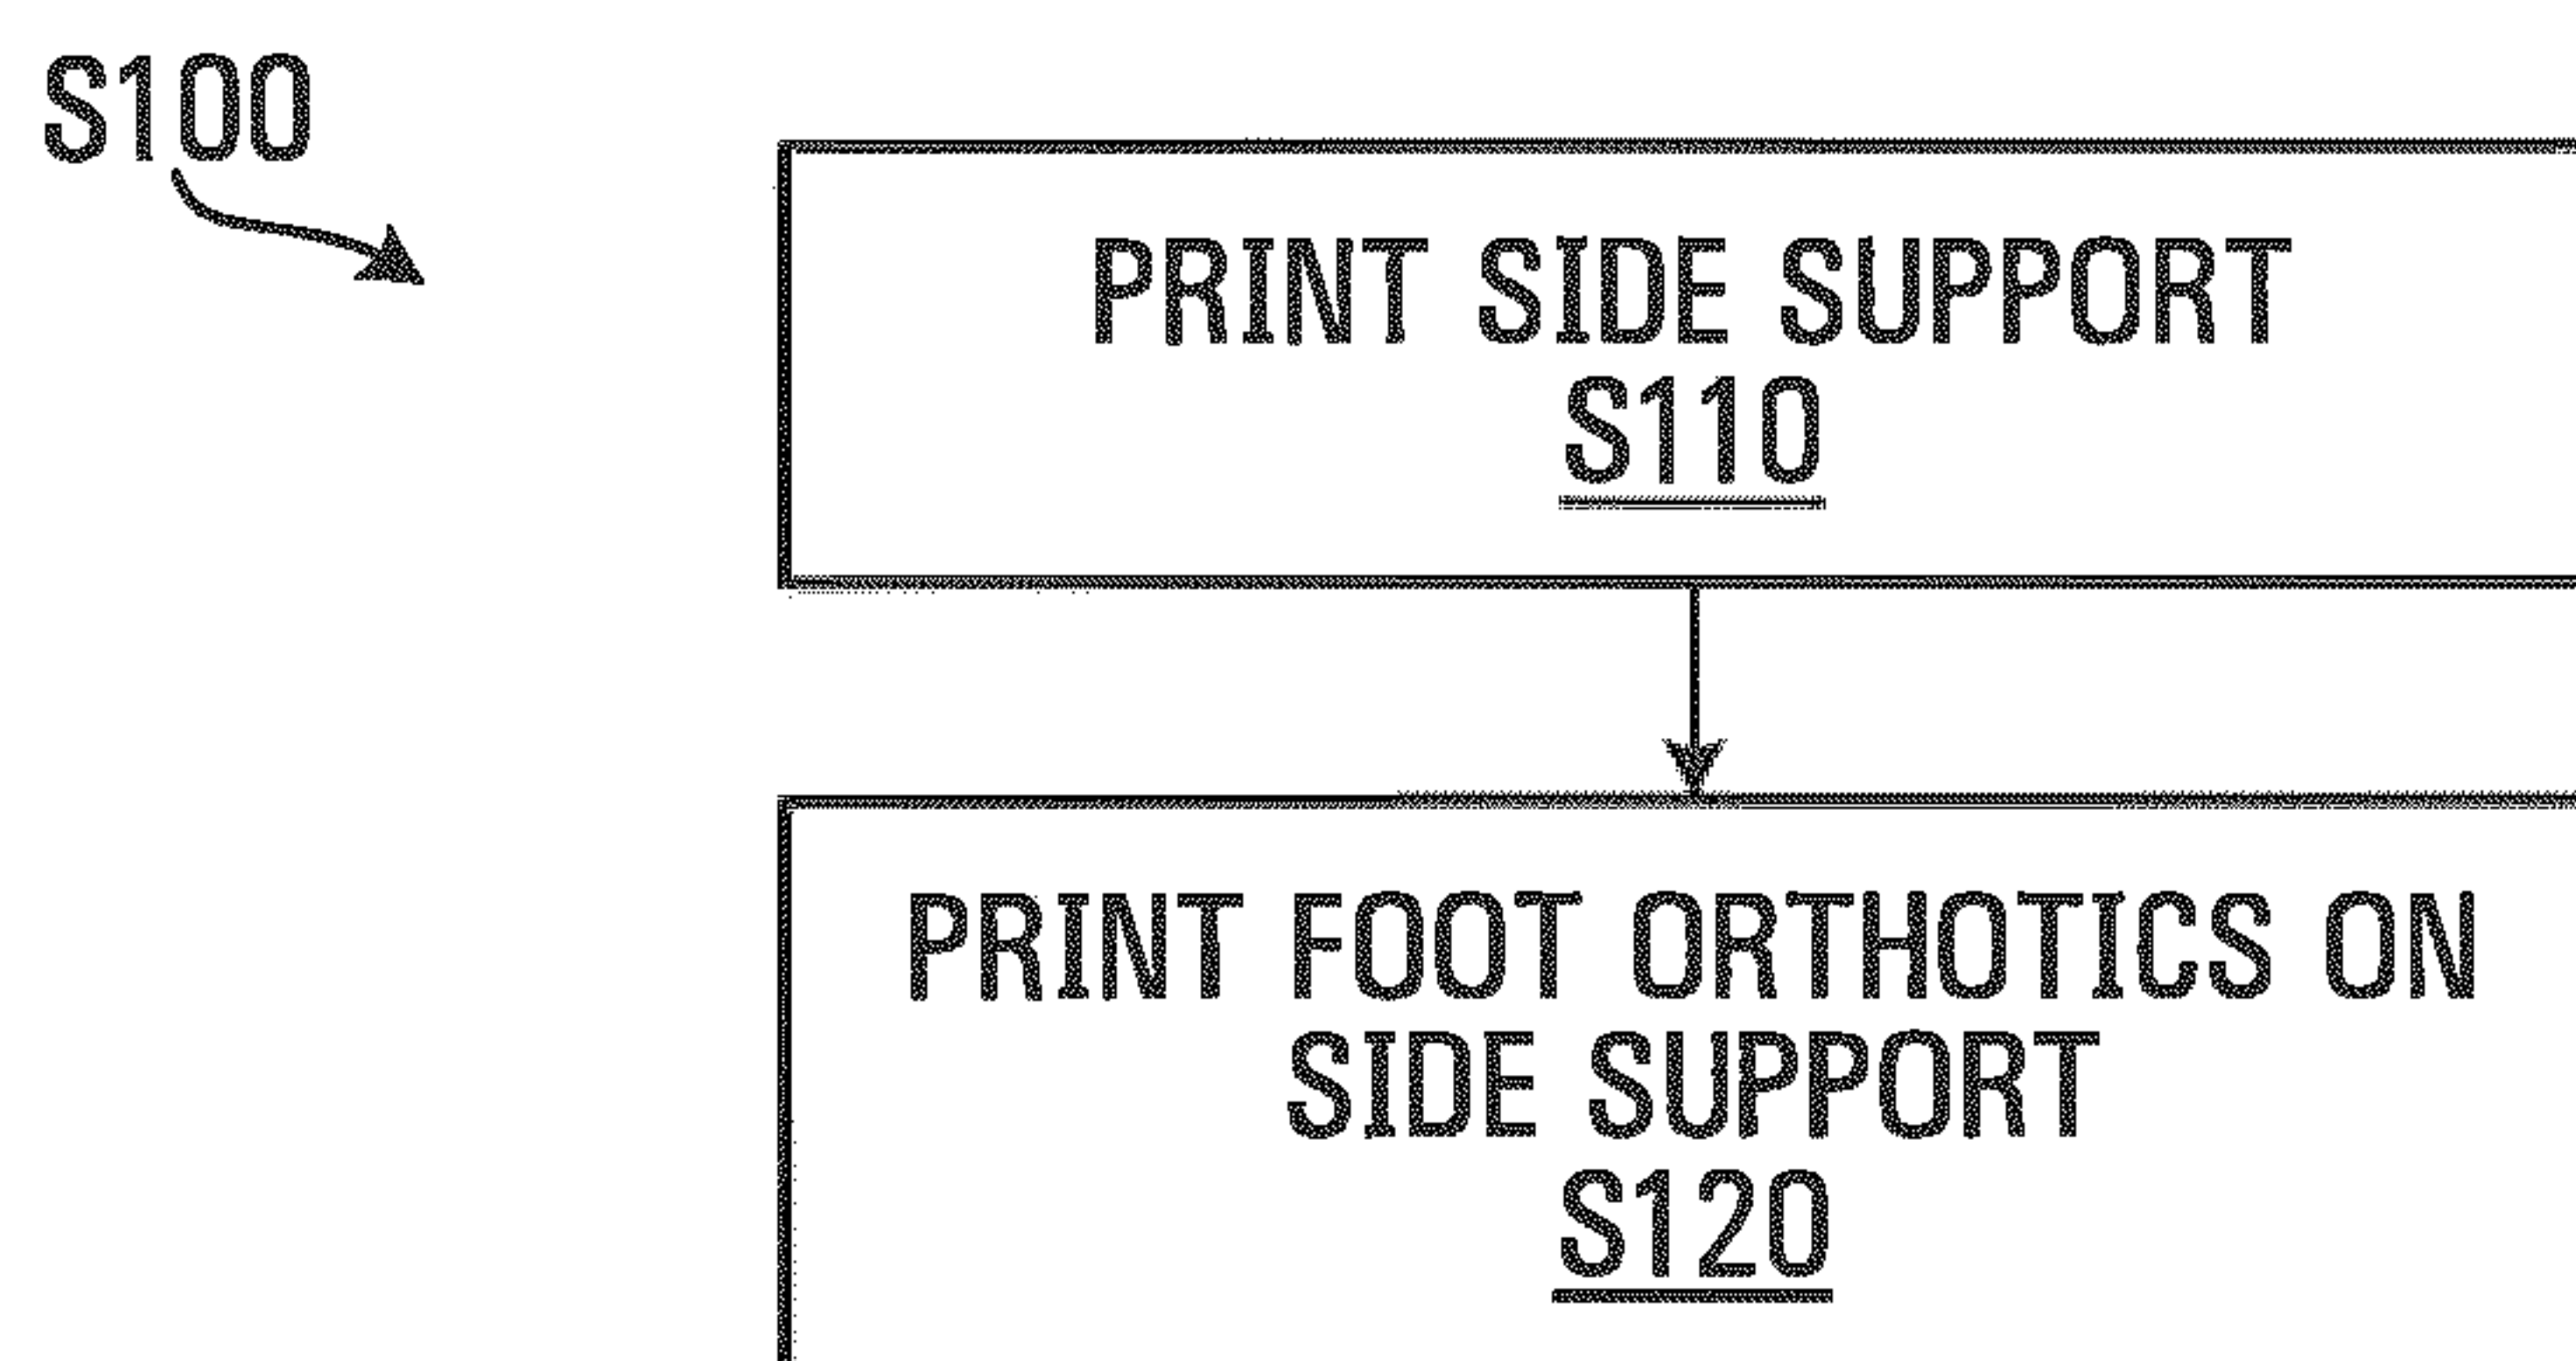 S100
PRINT SIDE SUPPORT
S110
PRINT FOOT ORTHOTICS ON
SIDE SUPPORT
S120